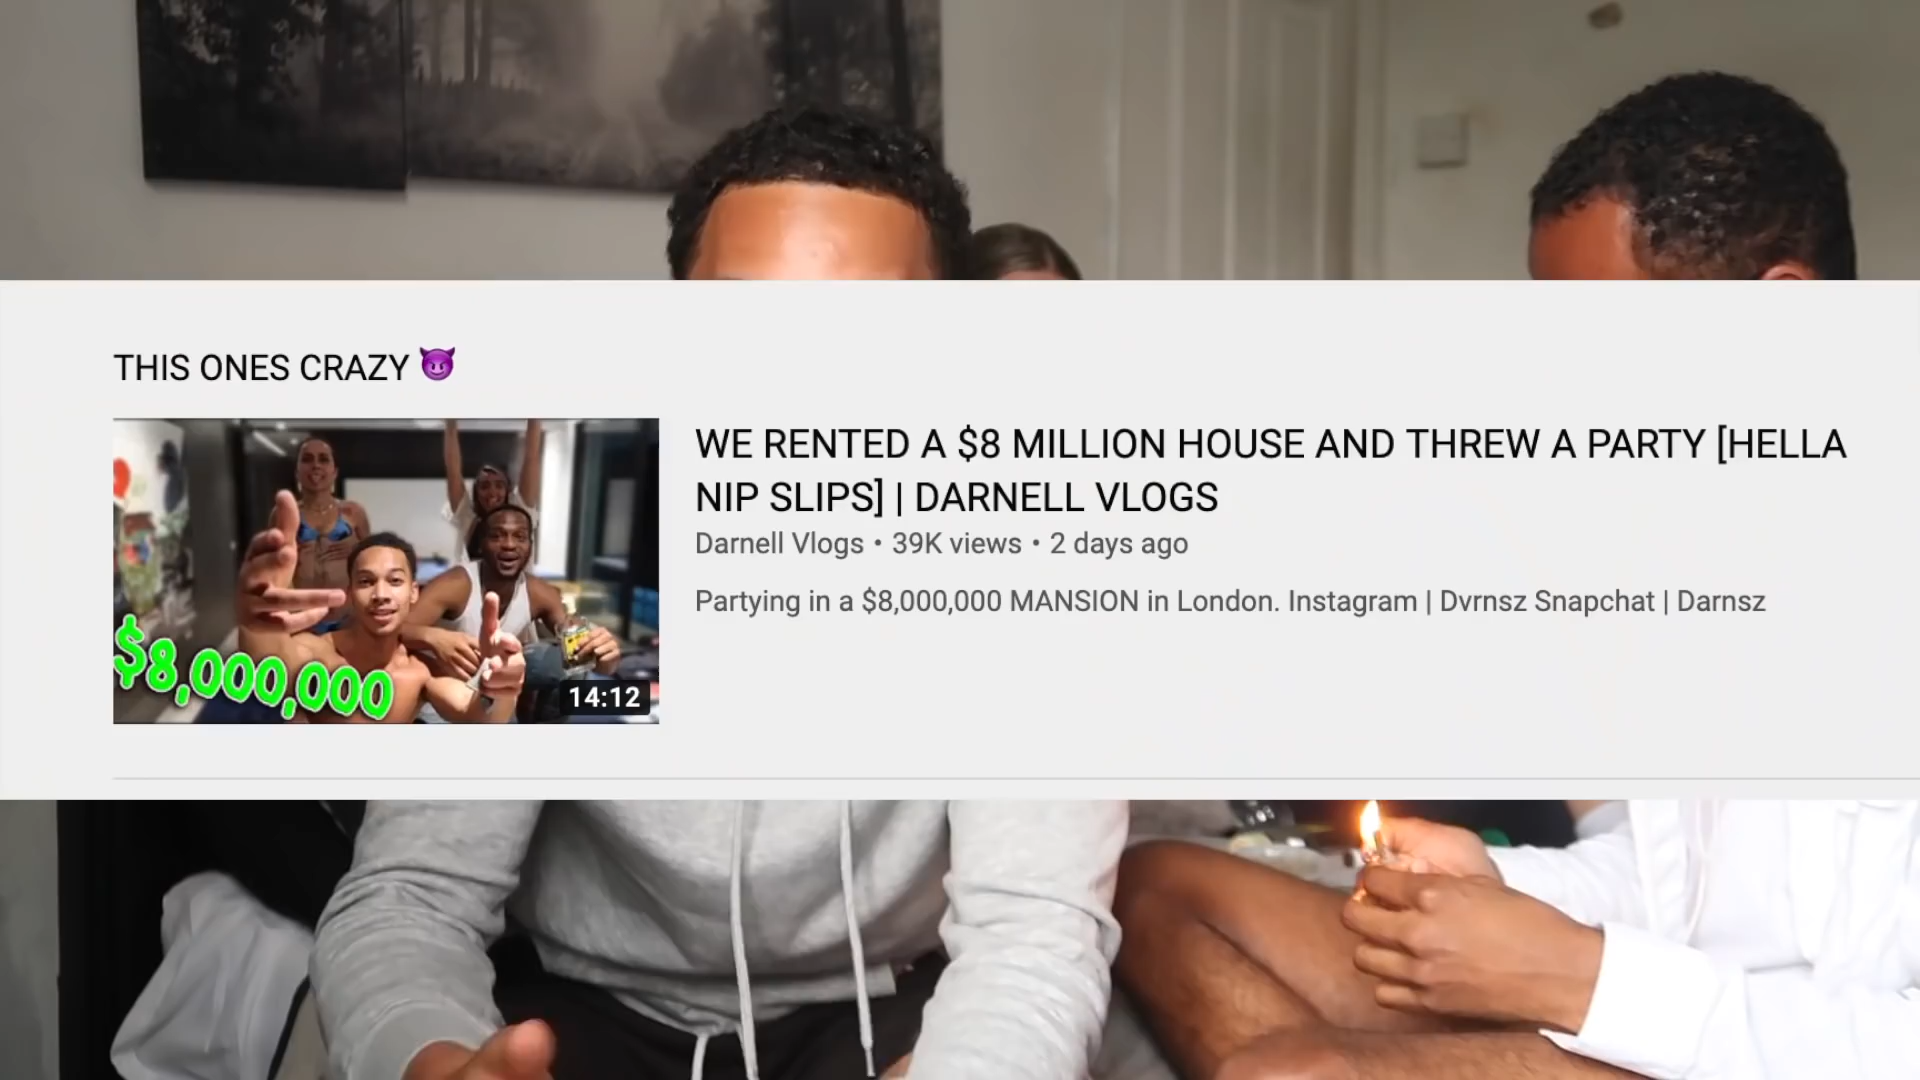 THIS ONES CRAZY 😈
$8,000,000
14:12
WE RENTED A $8 MILLION HOUSE AND THREW A PARTY [HELLA
NIP SLIPS] | DARNELL VLOGS
Darnell Vlogs • 39K views • 2 days ago
Partying in a $8,000,000 MANSION in London. Instagram | Dvrnsz Snapchat | Darnsz